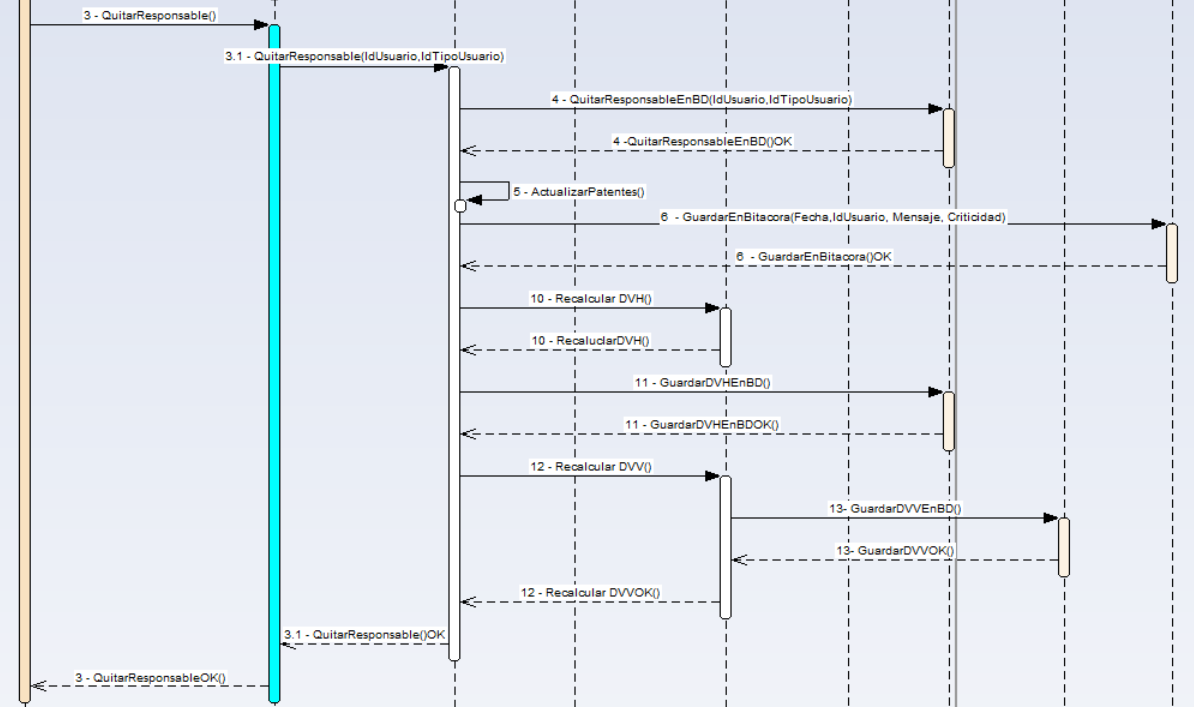 3 - QuitarResponsable()
3.1 - QuitarResponsable(IdUsuario,IdTipoUsuario)
4 - QuitarResponsableEnBD(IdUsuario,IdTipoUsuario)
4 -QuitarResponsableEnBD()OK
5 - ActualizarPatentes()
6 - GuardarEnBitacora(Fecha,IdUsuario, Mensaje, Criticidad)
6 - GuardarEnBitacora()OK
10 - Recalcular DVH()
10 - RecaluclarDVH()
11 - GuardarDVHEnBD()
11 - GuardarDVHEnBDOK()
12 - Recalcular DVV()
13- GuardarDVVEnBD()
13- GuardarDVVOK()
12 - Recalcular DVVOK()
3.1 - QuitarResponsable()OK
3 - QuitarResponsableOK()